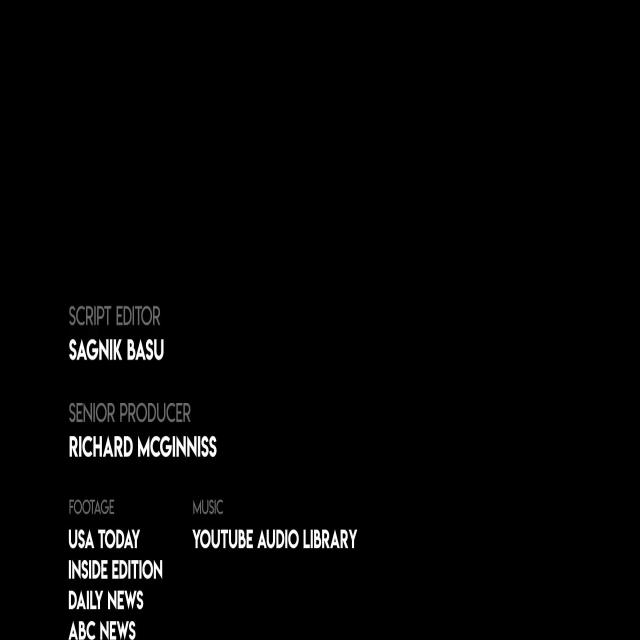 SCRIPT EDITOR
SAGNIK BASU
SENIOR PRODUCER
RICHARD MCGINNISS
FOOTAGE
USA TODAY
INSIDE EDITION
DAILY NEWS
ABC NEWS
MUSIC
YOUTUBE AUDIO LIBRARY